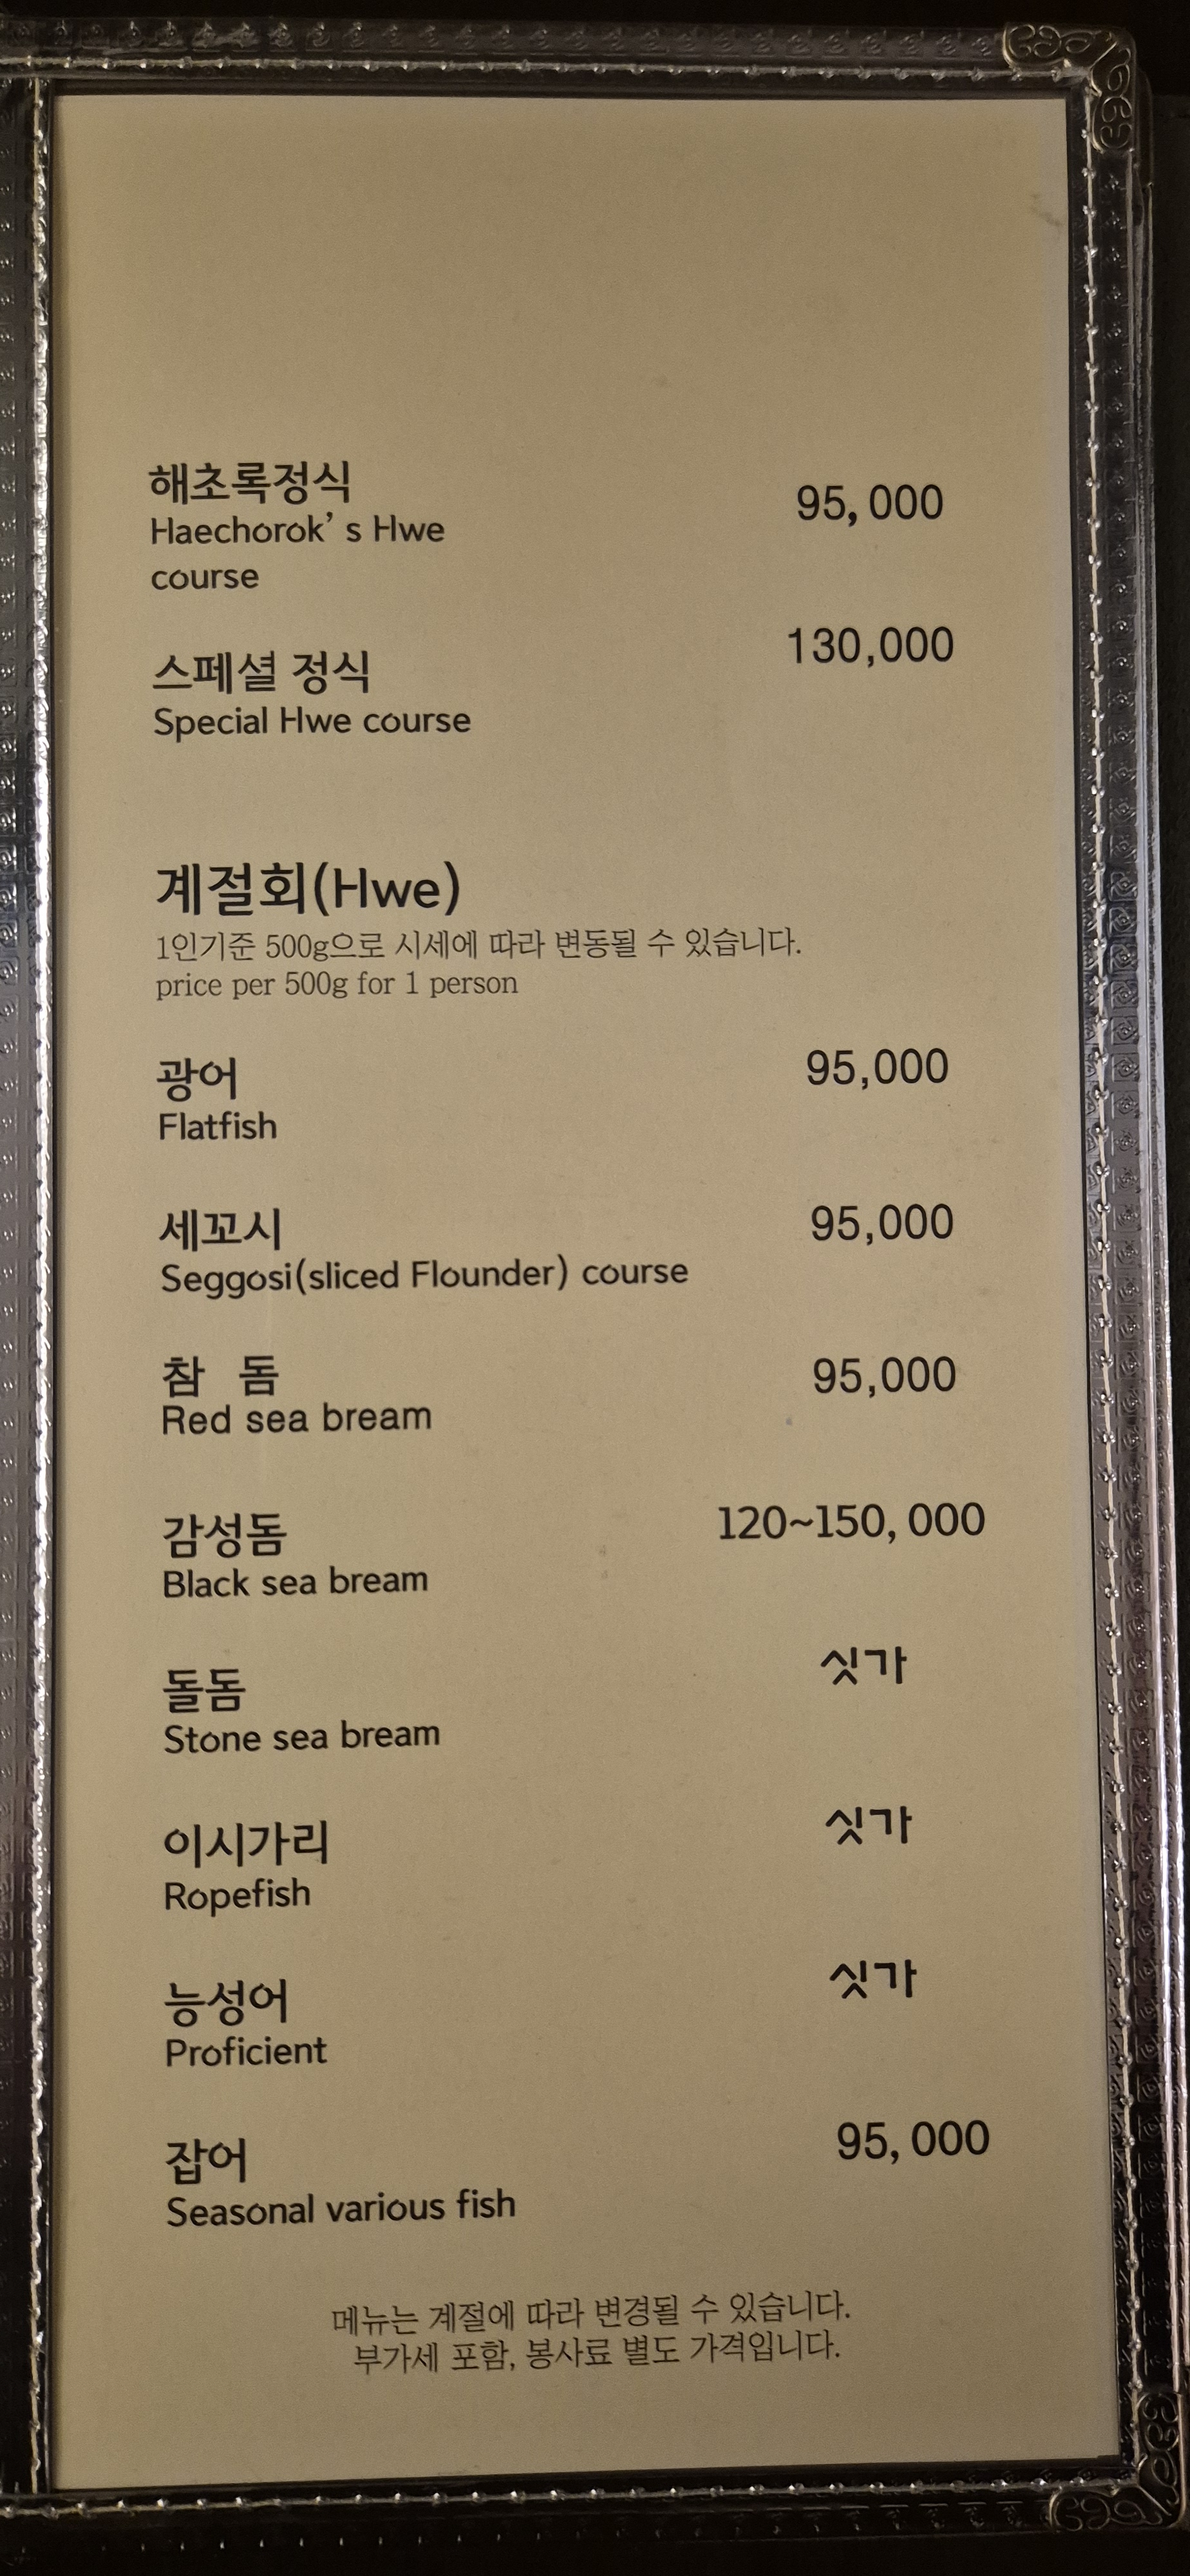 해초록정식
Haechorok’ s Hwe
course
95, 000
스페셜 정식
Special Hwe course
130,000
계절회(Hwe)
1인기준 500g으로 시세에 따라 변동될 수 있습니다.
price per 500g for 1 person
광어
Flatfish
95,000
세꼬시
Seggosi(sliced Flounder) course
95,000
참 돔
Red sea bream
95,000
감성돔
Black sea bream
120~150, 000
돌돔
Stone sea bream
싯가
이시가리
Ropefish
싯가
능성어
Proficient
싯가
잡어
Seasonal various fish
95, 000
메뉴는 계절에 따라 변경될 수 있습니다.
부가세 포함, 봉사료 별도 가격입니다.